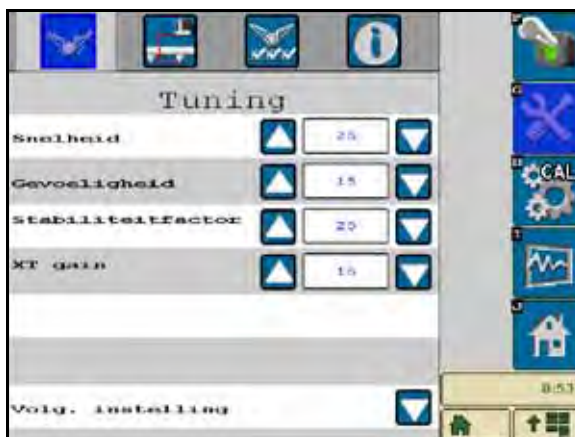 Tuning
Snelheid 25
Gevoeligheid 15
Stabiliteitfactor 25
XT gain 15
Volg. instelling
CAL
8:53